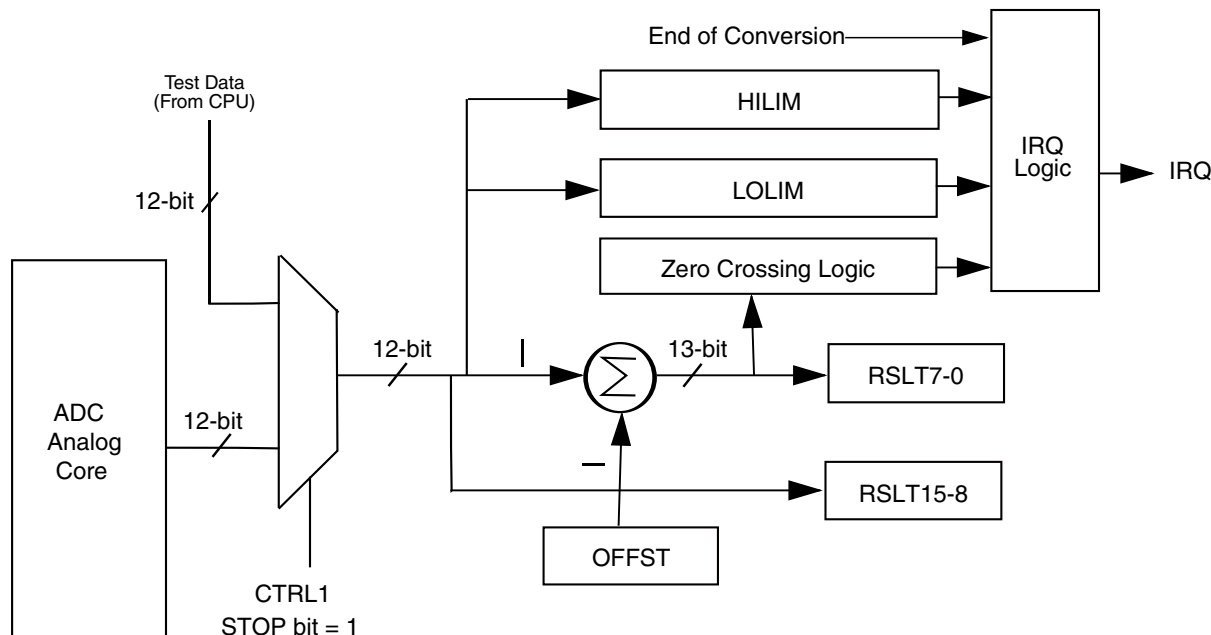 End of Conversion
Test Data
(From CPU)
HILIM
IRQ
Logic
IRQ
12-bit
LOLIM
Zero Crossing Logic
12-bit
13-bit
RSLT7-0
ADC
Analog
Core
12-bit
RSLT15-8
OFFST
CTRL1
STOP bit = 1